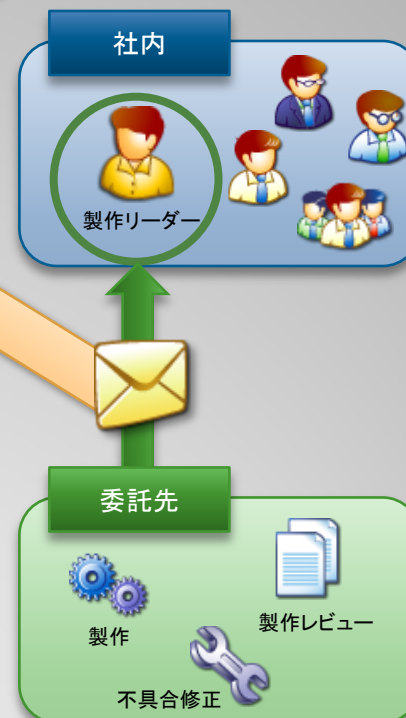 社内
製作リーダー
委託先
製作
製作レビュー
不具合修正